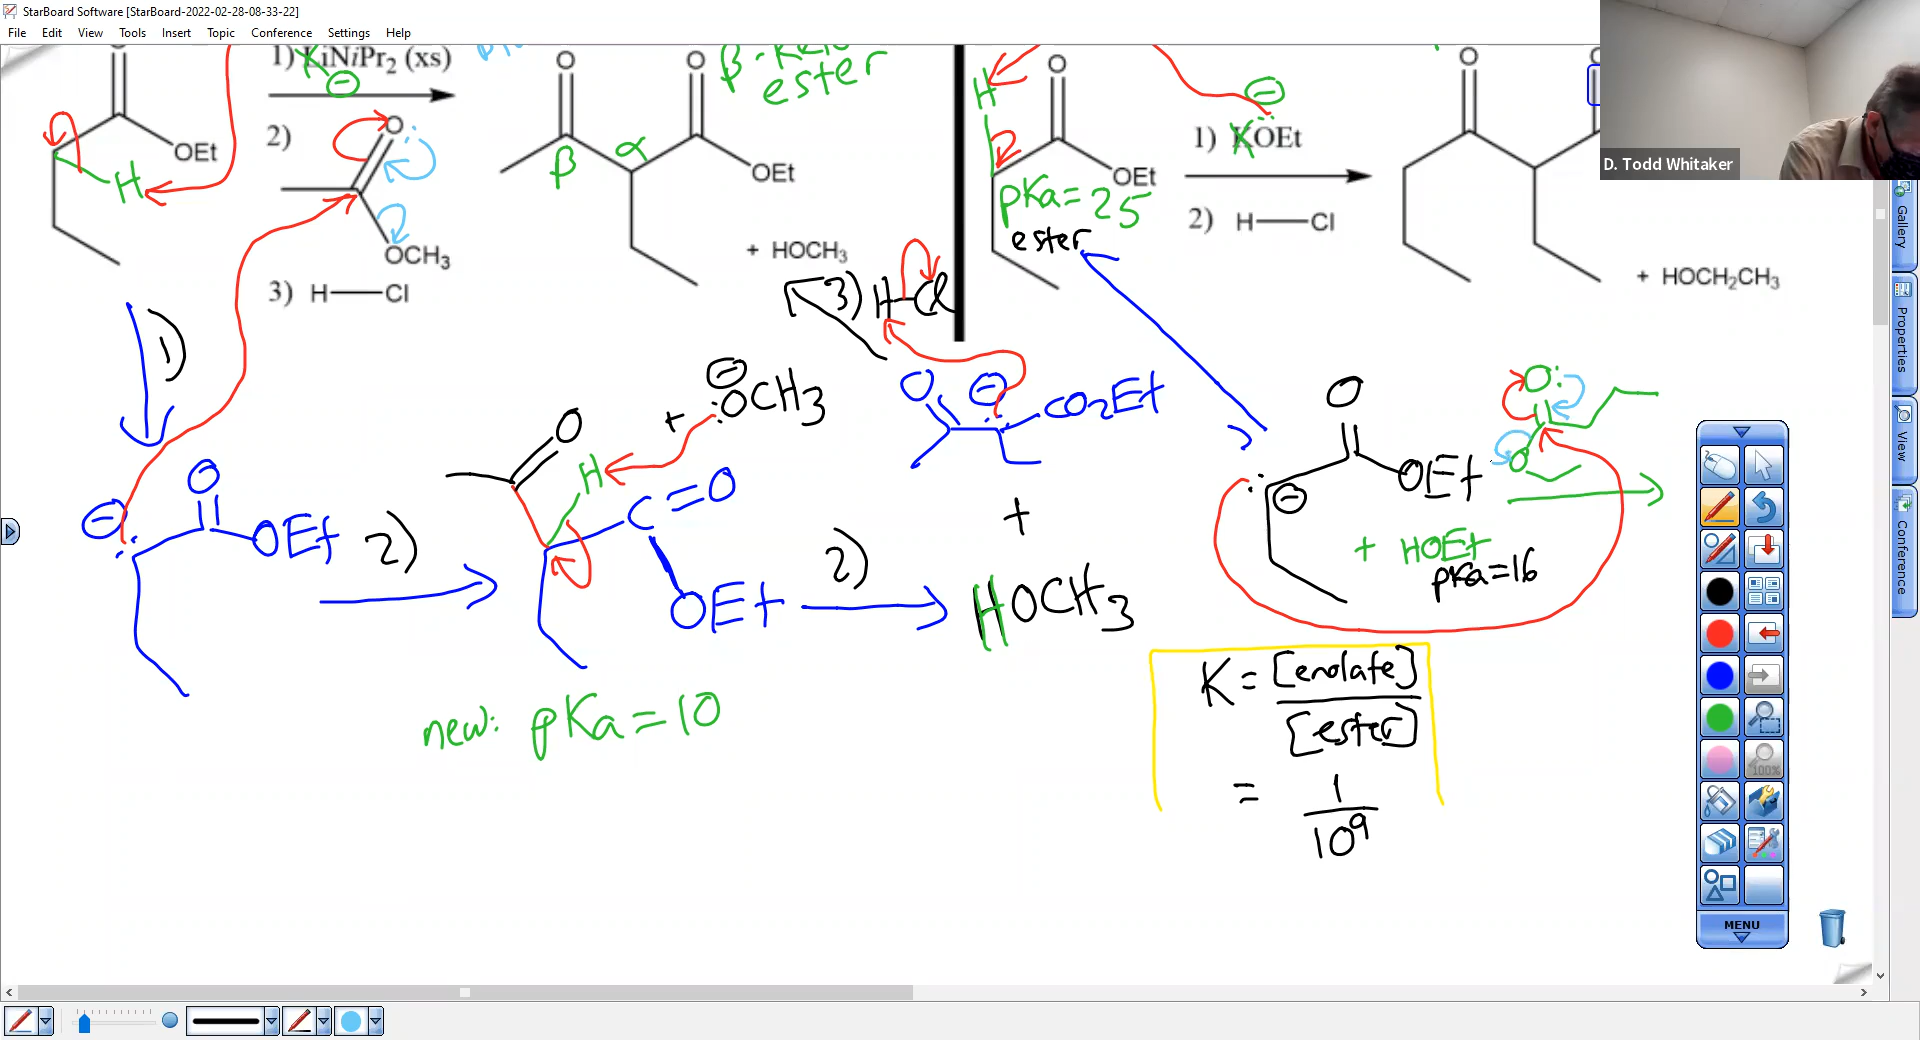 StarBoard Software [StarBoard-2022-02-28-08-33-22]
File Edit View Tools Insert Topic Conference Settings Help
1) LiNiPr₂ (xs)
⊖
2)
O
O
OEt
H
OCH₃
3) H—Cl
O
O
β
α
OEt
+ HOCH₃
ester
H
O
OEt
pKa=25
ester
⊖
1) KOEt
2) H—Cl
O
+ HOCH₂CH₃
D. Todd Whitaker
1)
3) H-Cl
⊖
O
OEt
2)
O
H
C=O
OEt
+ ⊖:OCH3
2)
O
⊖
CO2Et
+
HOCH3
new: pKa=10
O
OEt
⊖
+ HOEt
pKa=16
O:
O
K = [enolate]
[ester]
= 1
10⁹
Gallery
Properties
View
Conference
100%
MENU